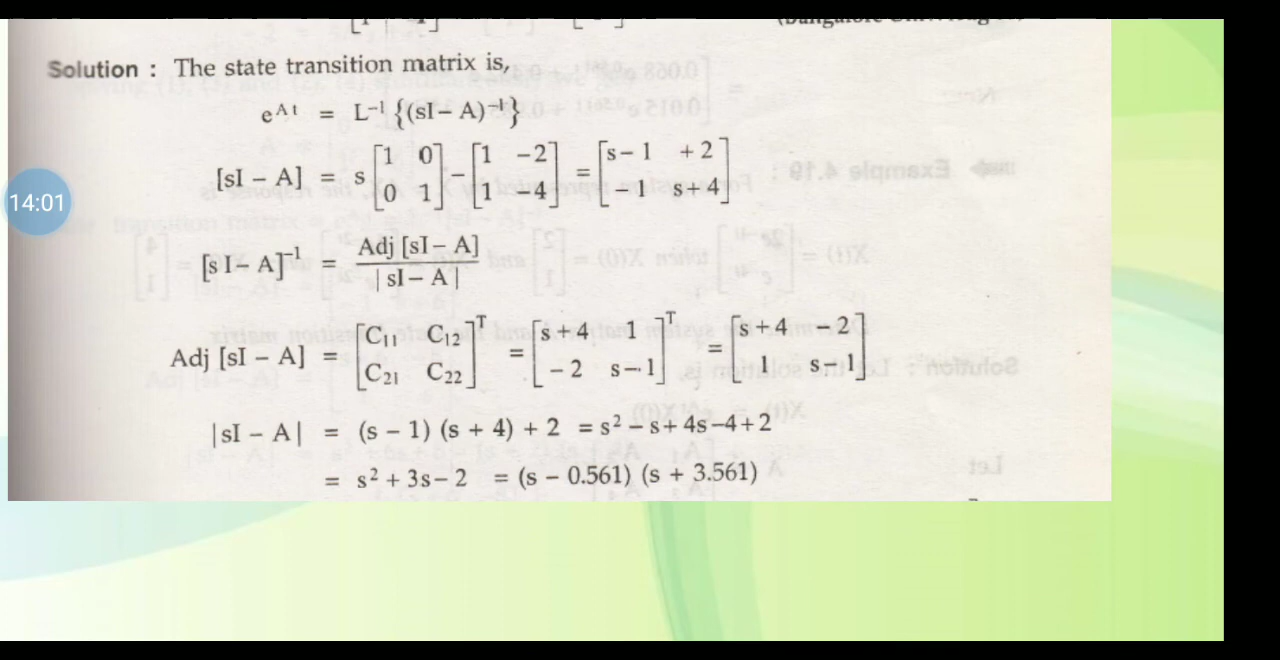 Solution : The state transition matrix is,
e^{At} = L^{-1} {(sI – A)^{-1}}
[sI – A] = s [1 0; 0 1] – [1 –2; 1 –4] = [s – 1 + 2; – 1 s + 4]
14:01
[s I – A]^{-1} = Adj [sI – A] / | sI – A |
Adj [sI – A] = [C₁₁ C₁₂; C₂₁ C₂₂]^T = [s + 4 1; – 2 s – 1]^T = [s + 4 – 2; 1 s – 1]
|sI – A| = (s – 1) (s + 4) + 2 = s² – s + 4s – 4 + 2
= s² + 3s – 2 = (s – 0.561) (s + 3.561)